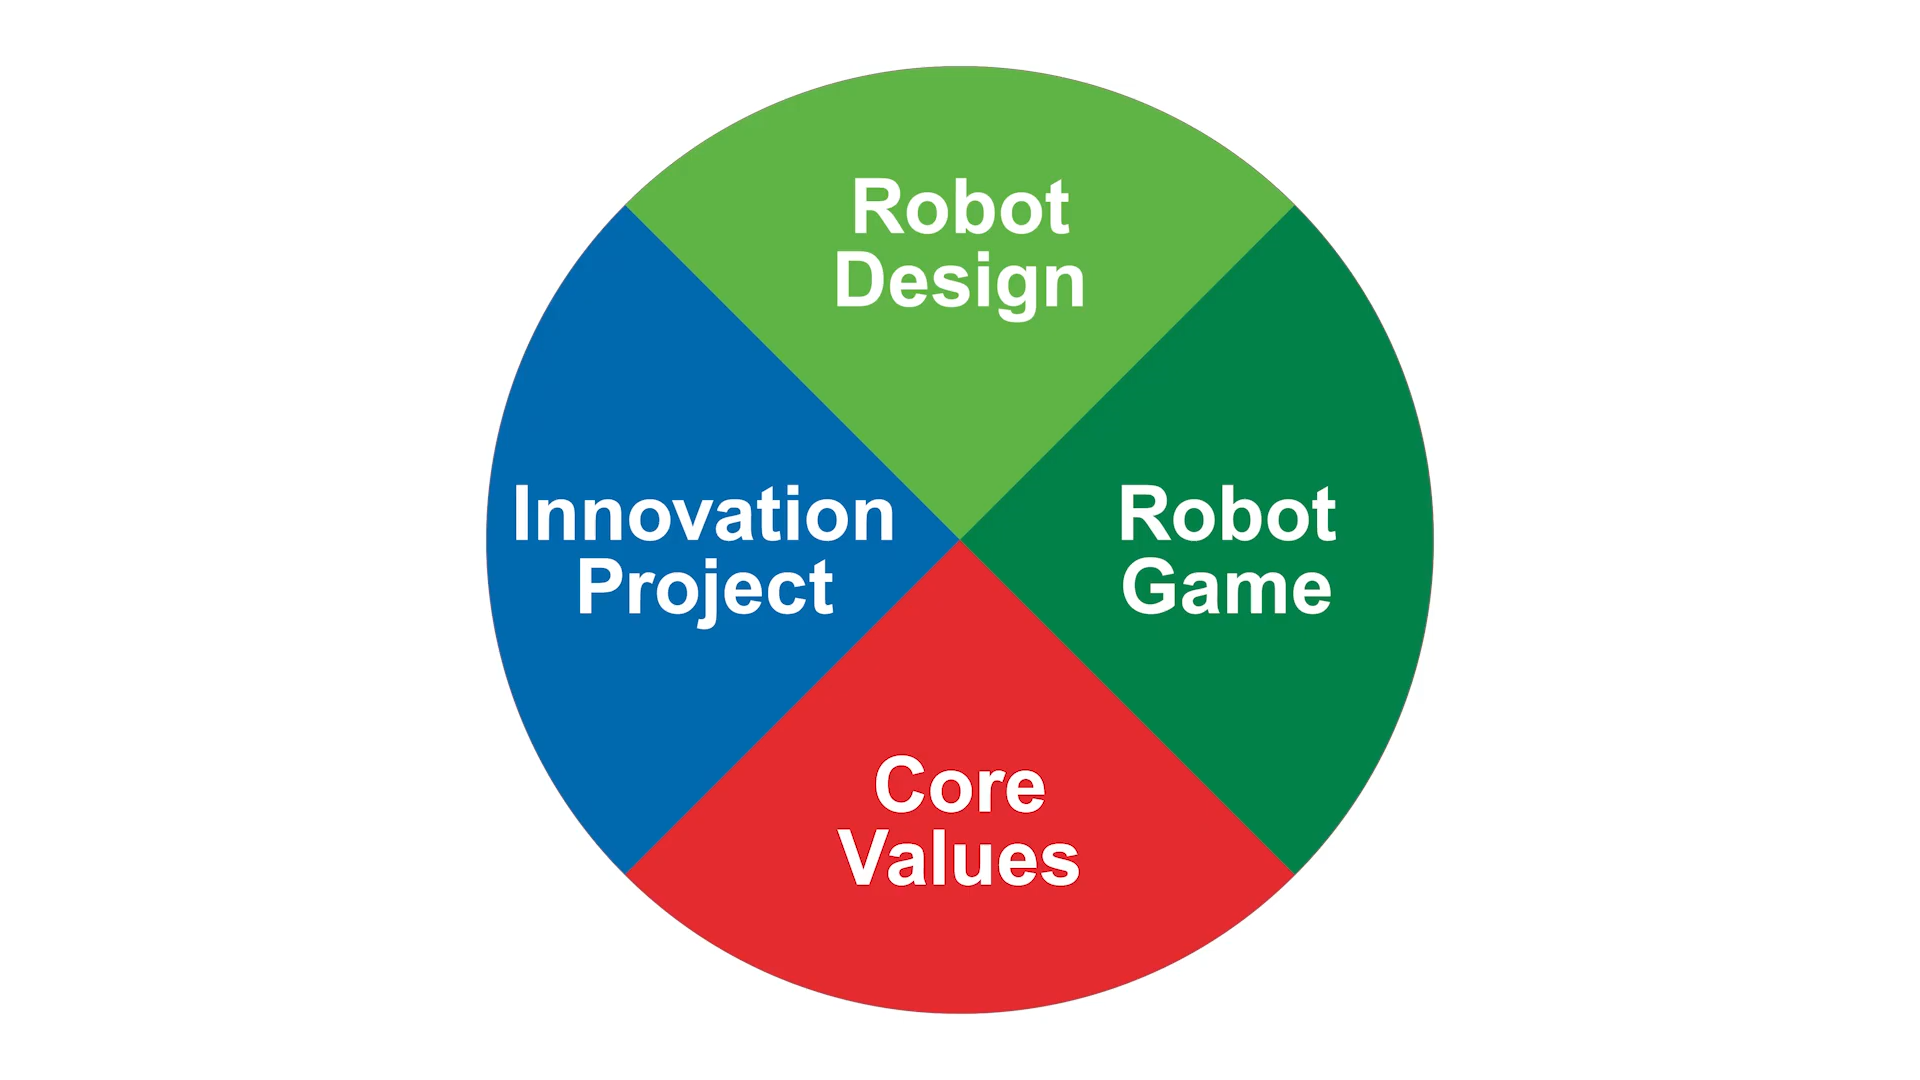 Robot
Design
Innovation
Project
Robot
Game
Core
Values